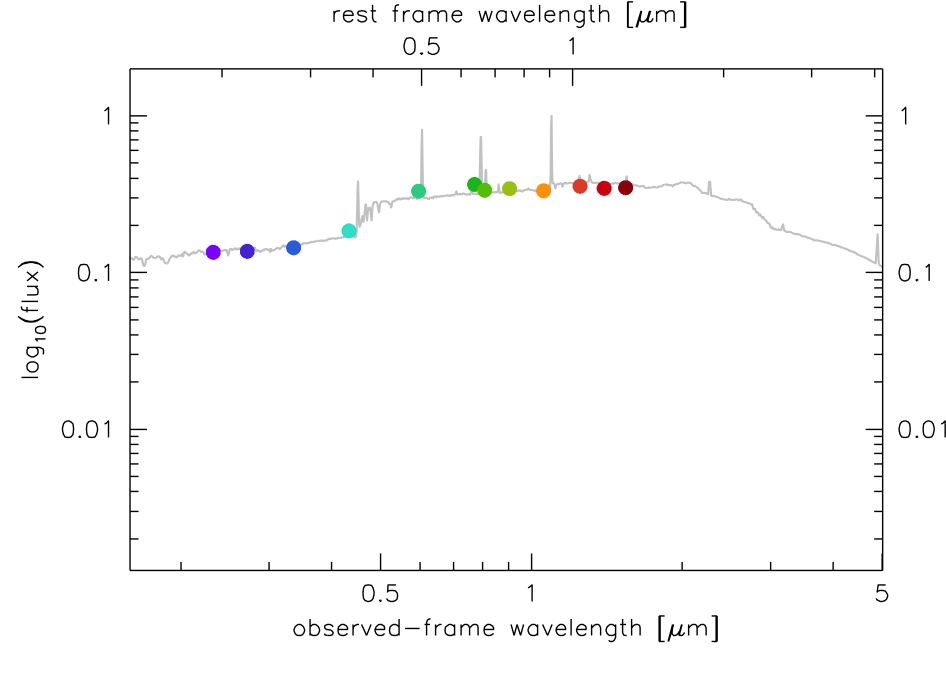 rest frame wavelength [μm]
0.5 1
1 1
0.1 0.1
log10(flux)
0.01 0.01
0.5 1 5
observed-frame wavelength [μm]